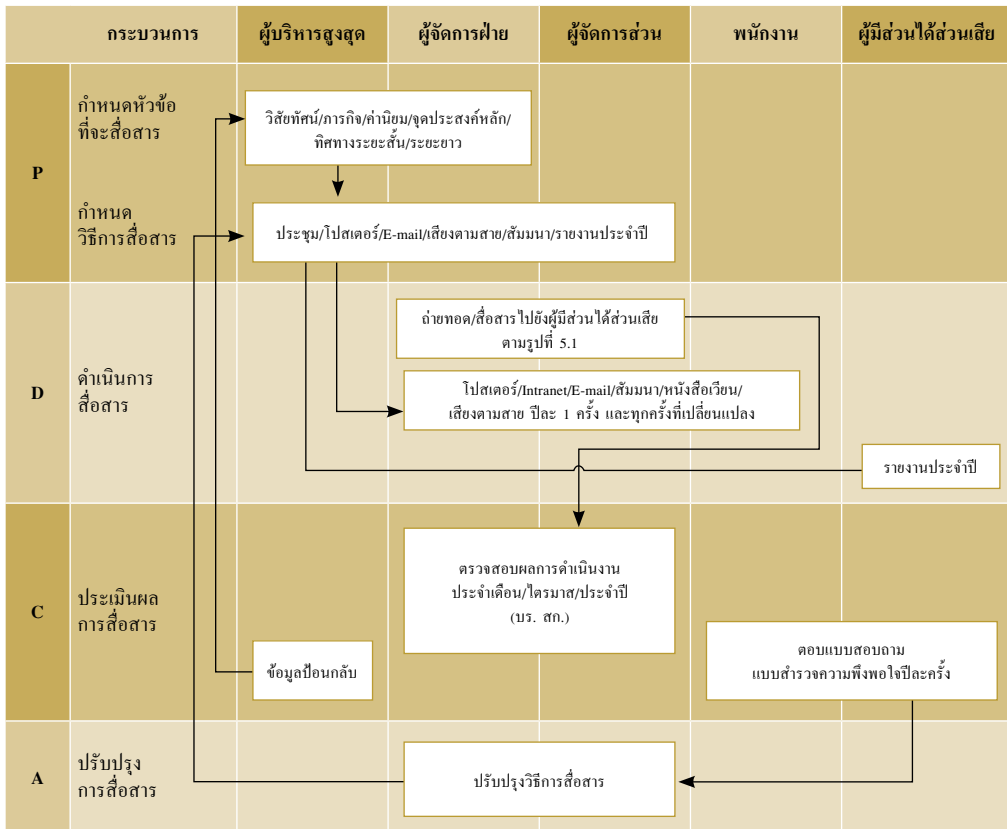 กระบวนการ
ผู้บริหารสูงสุด
ผู้จัดการฝ่าย
ผู้จัดการส่วน
พนักงาน
ผู้มีส่วนได้ส่วนเสีย
P
กำหนดหัวข้อ
ที่จะสื่อสาร
วิสัยทัศน์/ภารกิจ/ค่านิยม/จุดประสงค์หลัก/
ทิศทางระยะสั้น/ระยะยาว
กำหนด
วิธีการสื่อสาร
ประชุม/โปสเตอร์/E-mail/เสียงตามสาย/สัมมนา/รายงานประจำปี
D
ดำเนินการ
สื่อสาร
ถ่ายทอด/สื่อสารไปยังผู้มีส่วนได้ส่วนเสีย
ตามรูปที่ 5.1
โปสเตอร์/Intranet/E-mail/สัมมนา/หนังสือเวียน/
เสียงตามสาย ปีละ 1 ครั้ง และทุกครั้งที่เปลี่ยนแปลง
รายงานประจำปี
C
ประเมินผล
การสื่อสาร
ตรวจสอบผลการดำเนินงาน
ประจำเดือน/ไตรมาส/ประจำปี
(บร. สก.)
ข้อมูลป้อนกลับ
ตอบแบบสอบถาม
แบบสำรวจความพึงพอใจปีละครั้ง
A
ปรับปรุง
การสื่อสาร
ปรับปรุงวิธีการสื่อสาร